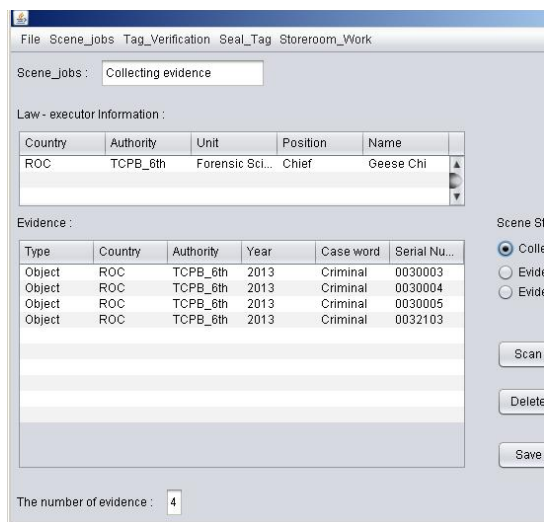 File Scene_jobs Tag_Verification Seal_Tag Storeroom_Work
Scene_jobs : Collecting evidence
Law - executor Information :
Country Authority Unit Position Name
ROC TCPB_6th Forensic Sci... Chief Geese Chi
Evidence :
Scene St
Type Country Authority Year Case word Serial Nu...
Colle
Object ROC TCPB_6th 2013 Criminal 0030003
Evide
Object ROC TCPB_6th 2013 Criminal 0030004
Evide
Object ROC TCPB_6th 2013 Criminal 0030005
Object ROC TCPB_6th 2013 Criminal 0032103
Scan
Delete
Save
The number of evidence : 4